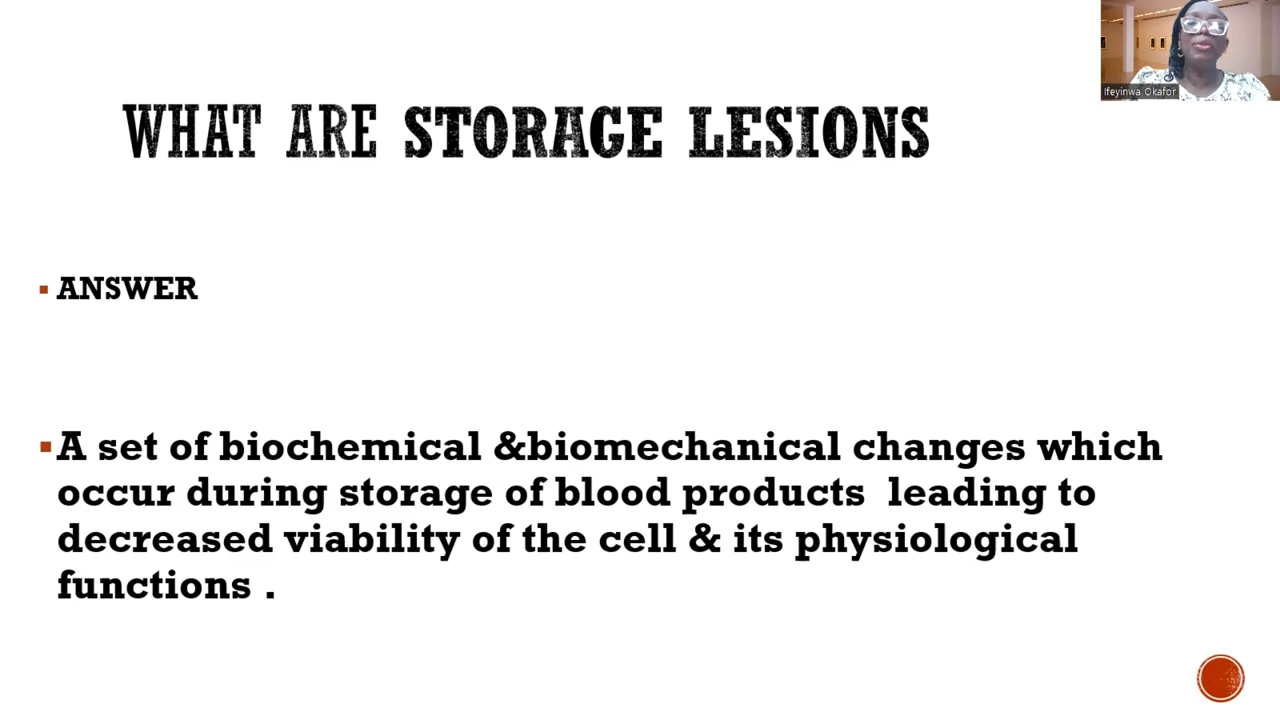 Ifeyinwa Okafor
WHAT ARE STORAGE LESIONS
ANSWER
A set of biochemical &biomechanical changes which
occur during storage of blood products leading to
decreased viability of the cell & its physiological
functions .